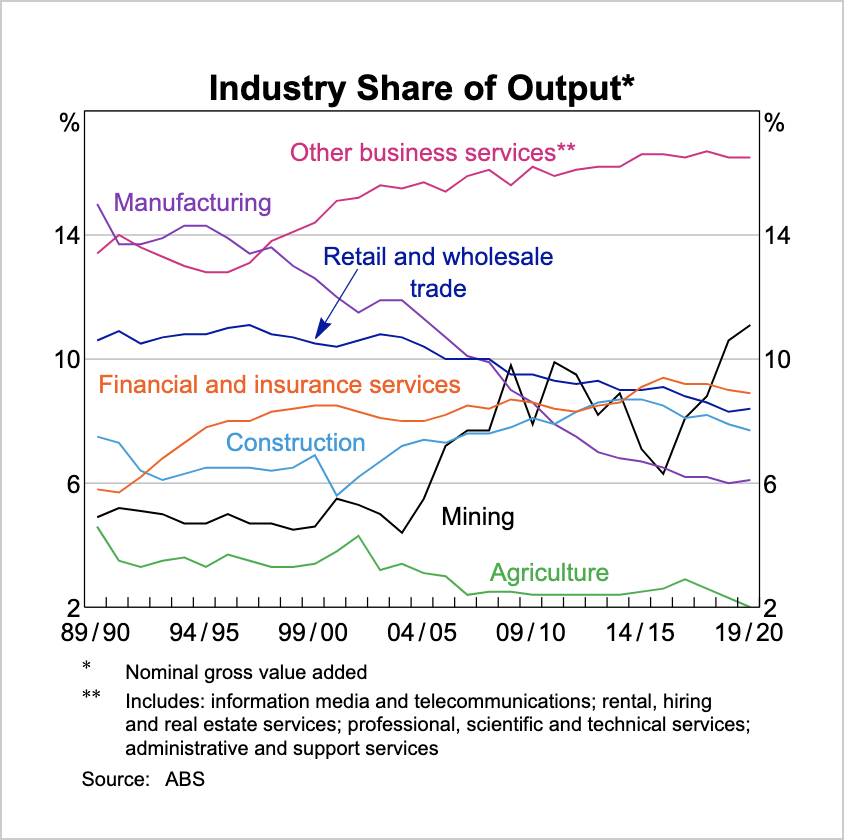 Industry Share of Output*
% %
Other business services**
Manufacturing
14 14
Retail and wholesale
trade
10 10
Financial and insurance services
Construction
6 6
Mining
Agriculture
2 2
89/90 94/95 99/00 04/05 09/10 14/15 19/20
* Nominal gross value added
** Includes: information media and telecommunications; rental, hiring
and real estate services; professional, scientific and technical services;
administrative and support services
Source: ABS